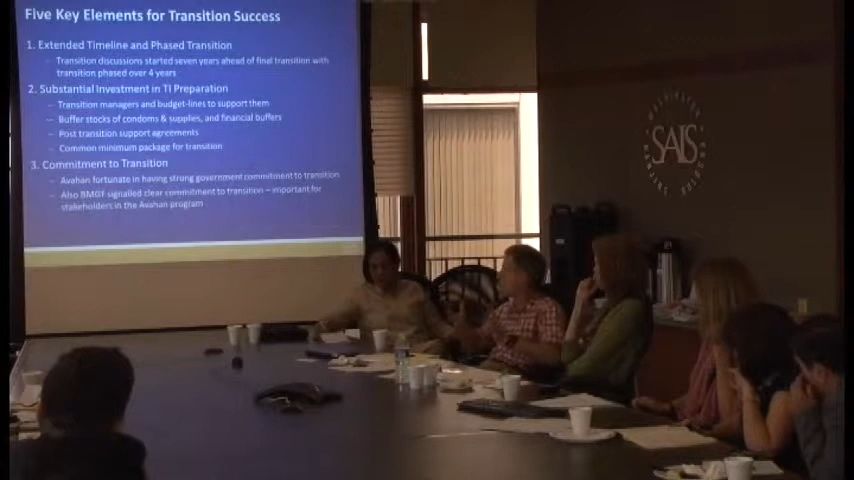 Five Key Elements for Transition Success
1. Extended Timeline and Phased Transition
– Transition discussions started seven years ahead of final transition with
transition phased over 4 years
2. Substantial Investment in TI Preparation
– Transition managers and budget-lines to support them
– Buffer stocks of condoms & supplies, and financial buffers
– Post transition support agreements
– Common minimum package for transition
3. Commitment to Transition
– Avahan fortunate in having strong government commitment to transition
– Also BMGF signalled clear commitment to transition – important for
stakeholders in the Avahan program
WASHINGTON
SAIS